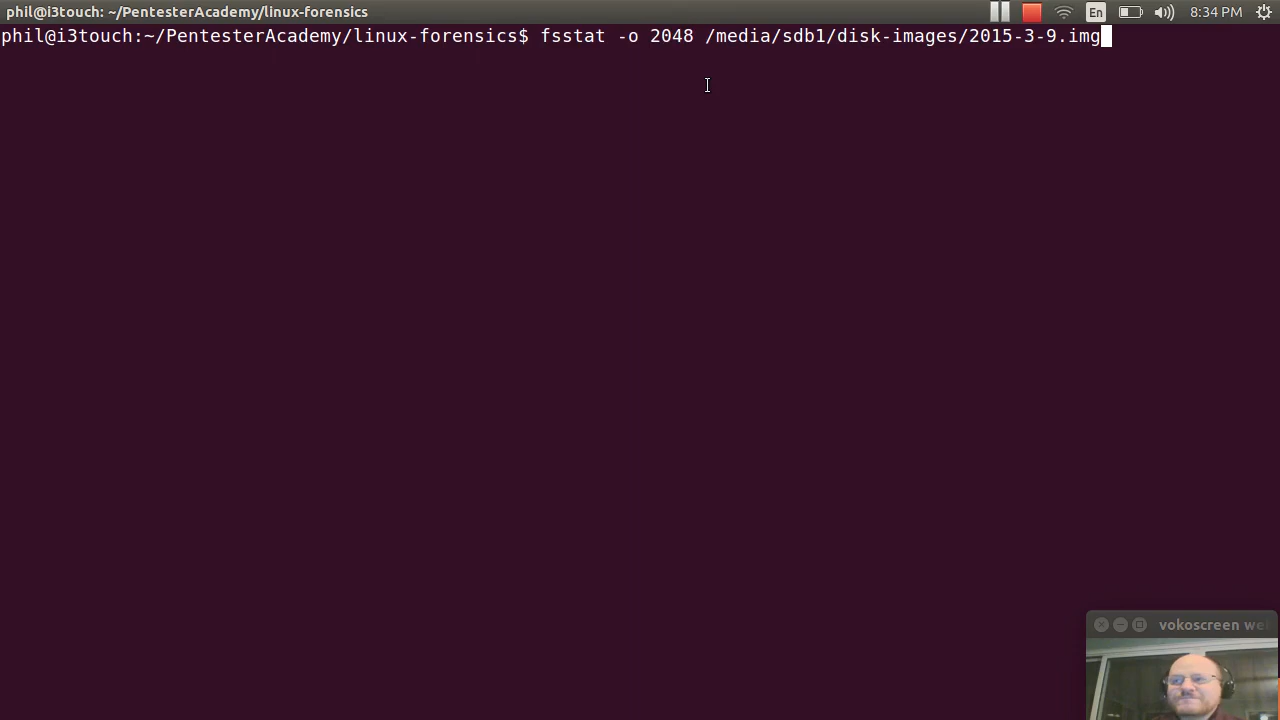 phil@i3touch: ~/PentesterAcademy/linux-forensics
En
8:34 PM
phil@i3touch:~/PentesterAcademy/linux-forensics$ fsstat -o 2048 /media/sdb1/disk-images/2015-3-9.img
vokoscreen we